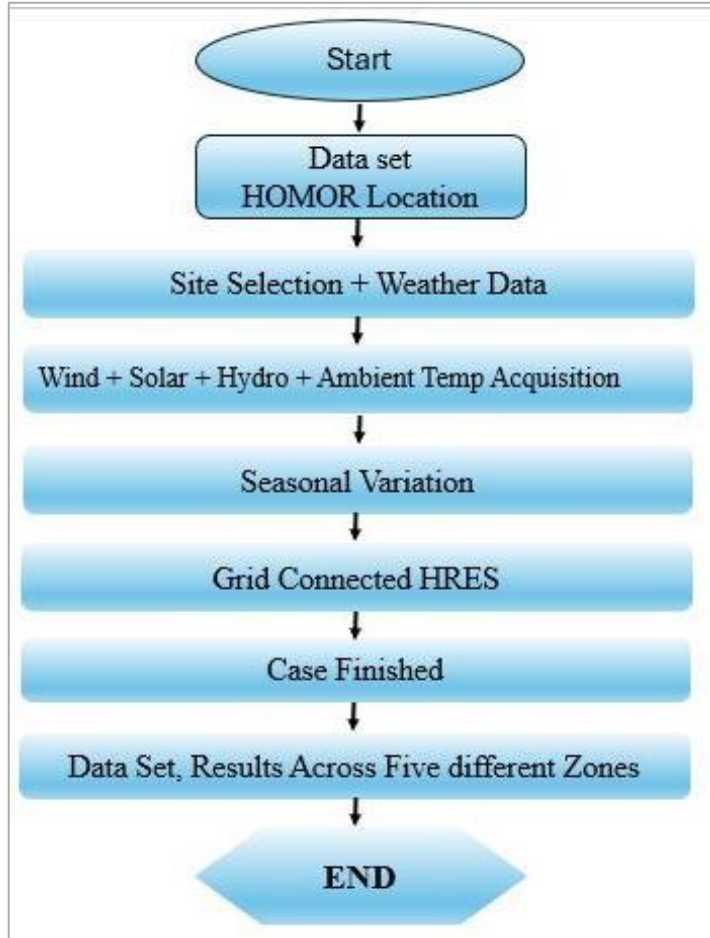 Start
Data set
HOMOR Location
Site Selection + Weather Data
Wind + Solar + Hydro + Ambient Temp Acquisition
Seasonal Variation
Grid Connected HRES
Case Finished
Data Set, Results Across Five different Zones
END